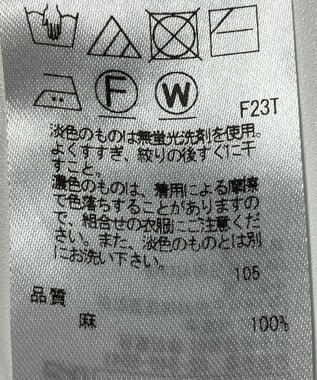 F
W
F23T
淡色のものは無蛍光洗剤を使用。
よくすすぎ、絞りの後すぐに干
すこと。
濃色のものは、着用による摩擦
で色落ちすることがありますの
で、組合せの衣服にご注意くだ
さい。また、淡色のものとは別
にお洗い下さい。
105
品質
麻 100%